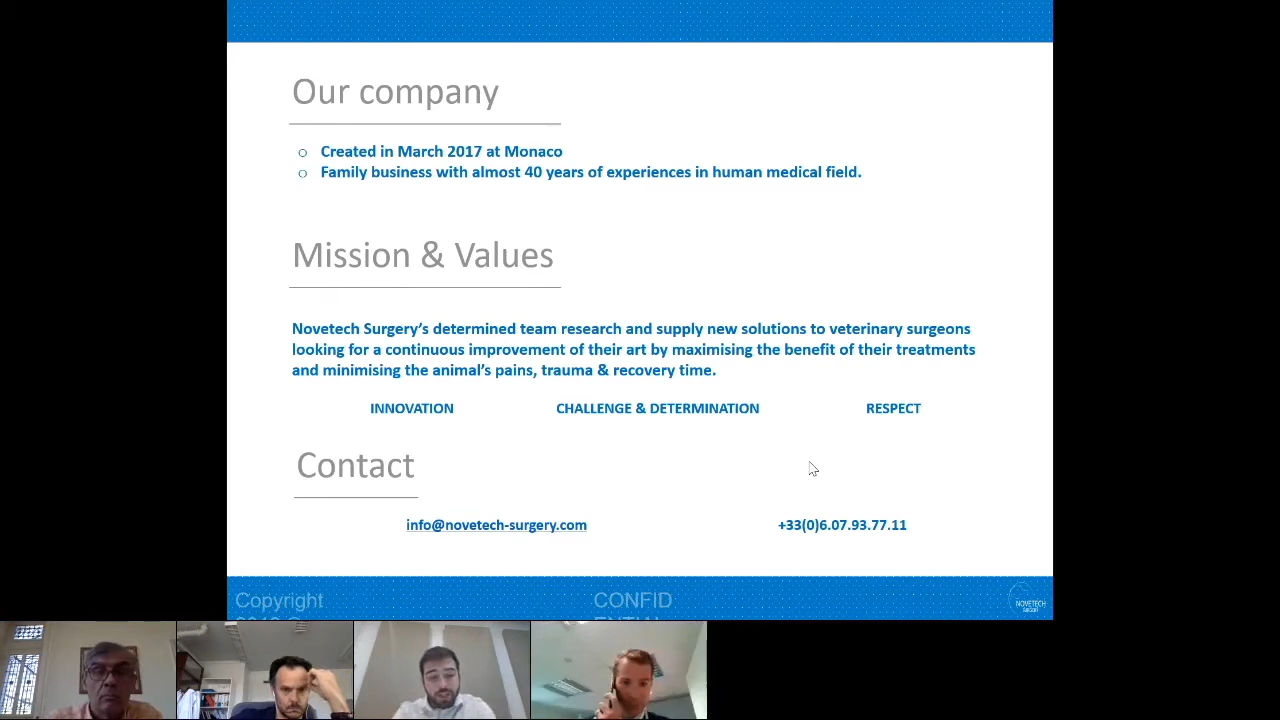 Our company
Created in March 2017 at Monaco
Family business with almost 40 years of experiences in human medical field.
Mission & Values
Novetech Surgery’s determined team research and supply new solutions to veterinary surgeons
looking for a continuous improvement of their art by maximising the benefit of their treatments
and minimising the animal’s pains, trauma & recovery time.
INNOVATION CHALLENGE & DETERMINATION RESPECT
Contact
info@novetech-surgery.com +33(0)6.07.93.77.11
Copyright CONFID
NOVETECH
SURGERY